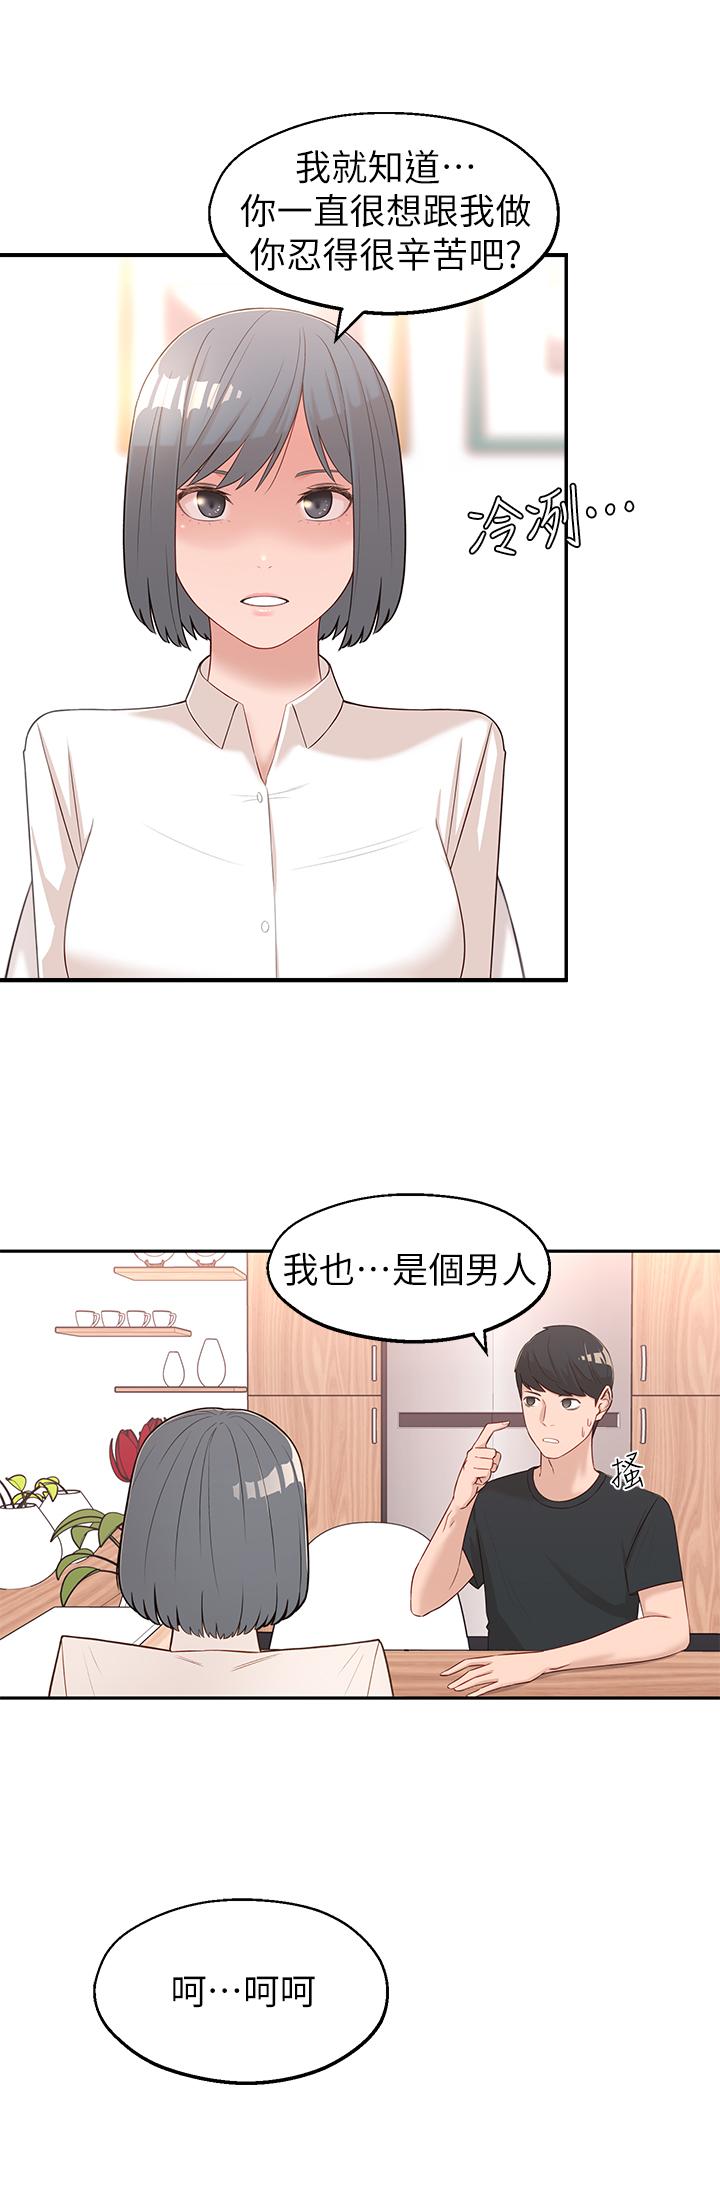 我就知道…
你一直很想跟我做
你忍得很辛苦吧?
冷冽…
我也…是個男人
搔
呵…呵呵